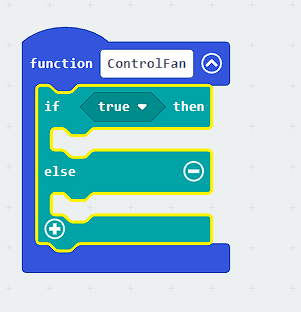 function ControlFan
if true then
else